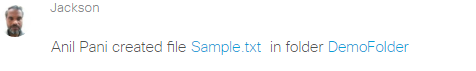 Jackson
Anil Pani created file Sample.txt in folder DemoFolder